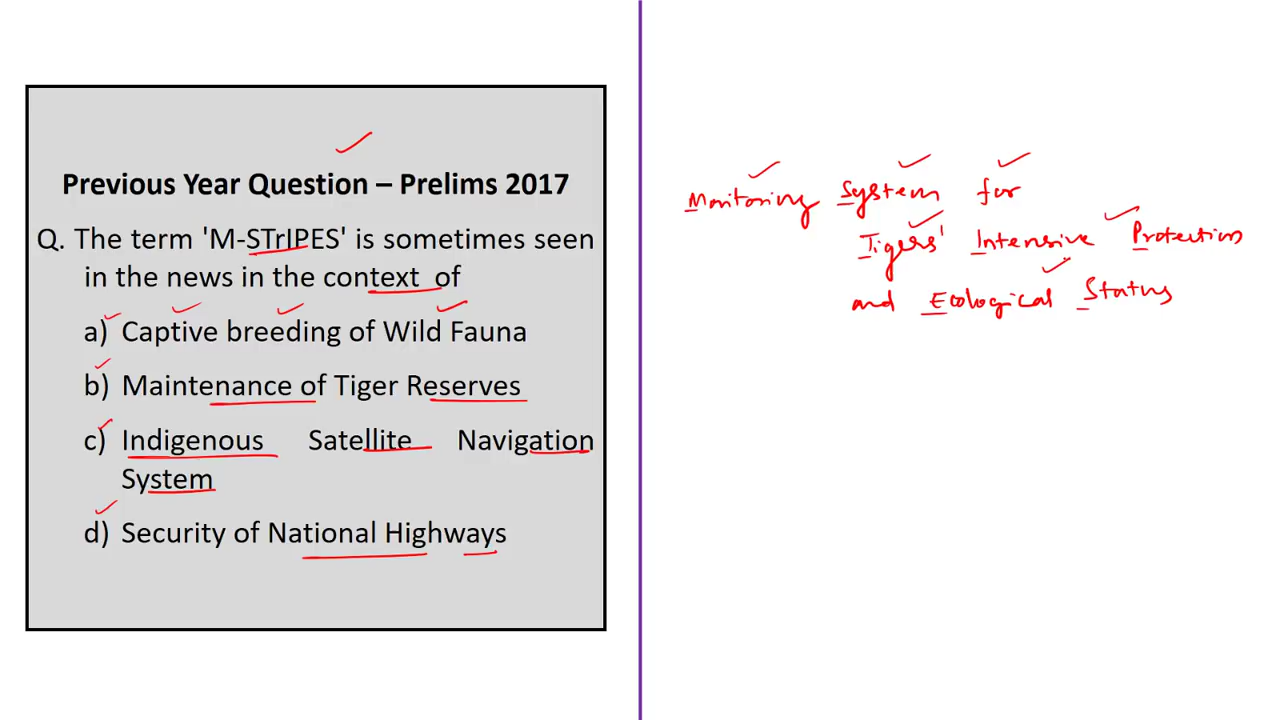 Previous Year Question – Prelims 2017
Q. The term 'M-STrIPES' is sometimes seen
in the news in the context of
a) Captive breeding of Wild Fauna
b) Maintenance of Tiger Reserves
c) Indigenous Satellite Navigation
System
d) Security of National Highways
Monitoring System for
Tigers' Intensive Protection
and Ecological Status